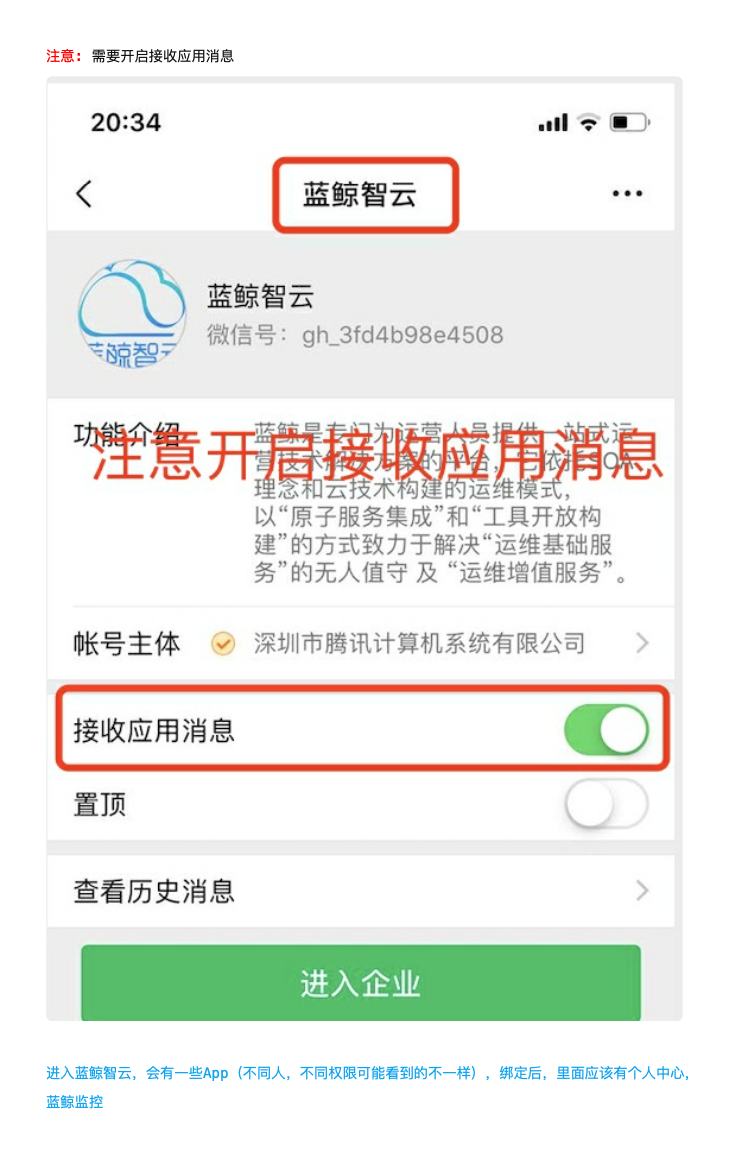 注意：需要开启接收应用消息
20:34
蓝鲸智云
蓝鲸智云
蓝鲸智云
微信号：gh_3fd4b98e4508
功能介绍
蓝鲸是专门为运营人员提供一站式运
营技术解决方案的平台，它依托SOA
理念和云技术构建的运维模式，
以“原子服务集成”和“工具开放构
建”的方式致力于解决“运维基础服
务”的无人值守 及 “运维增值服务”。
注意开启接收应用消息
帐号主体 深圳市腾讯计算机系统有限公司
接收应用消息
置顶
查看历史消息
进入企业
进入蓝鲸智云，会有一些App（不同人，不同权限可能看到的不一样），绑定后，里面应该有个人中心，
蓝鲸监控